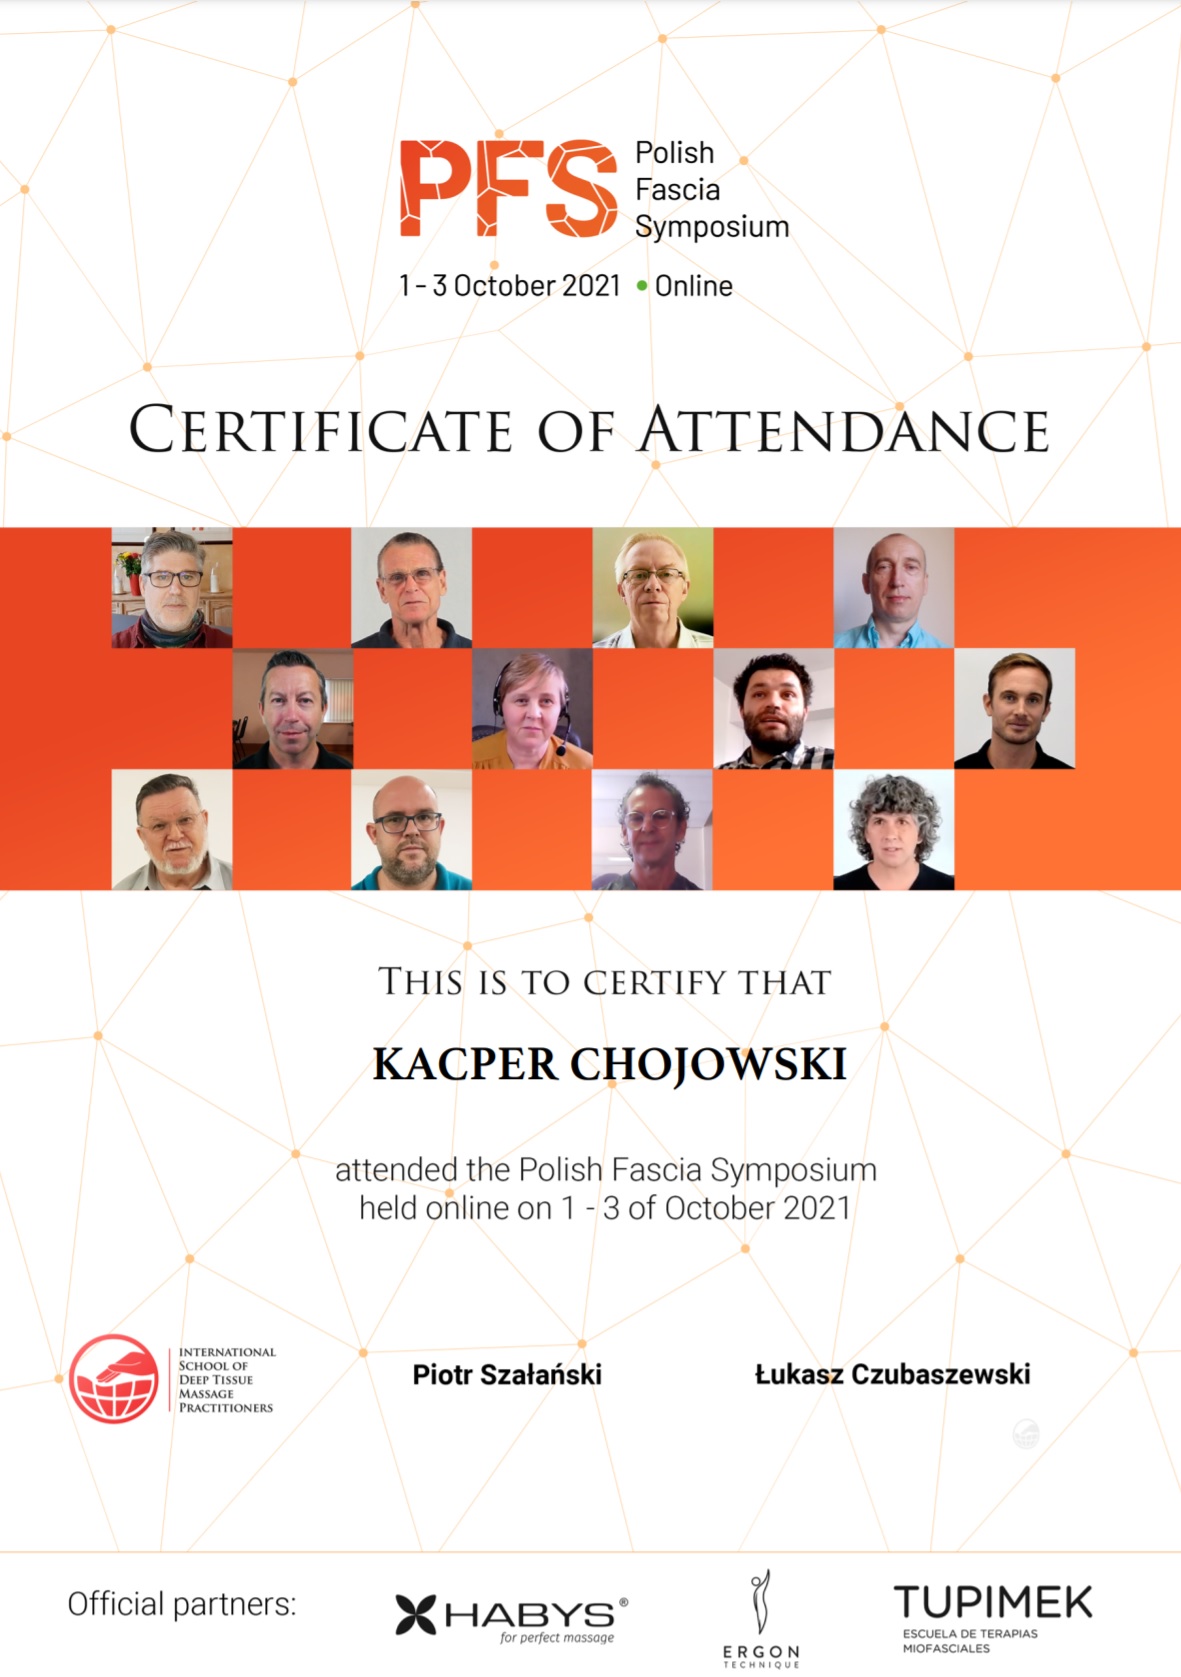 PFS
Polish
Fascia
Symposium
1 - 3 October 2021 • Online
CERTIFICATE OF ATTENDANCE
THIS IS TO CERTIFY THAT
KACPER CHOJOWSKI
attended the Polish Fascia Symposium
held online on 1 - 3 of October 2021
INTERNATIONAL
SCHOOL OF
DEEP TISSUE
MASSAGE
PRACTITIONERS
Piotr Szałański
Łukasz Czubaszewski
Official partners:
HABYS®
for perfect massage
ERGON
TECHNIQUE
TUPIMEK
ESCUELA DE TERAPIAS
MIOFASCIALES